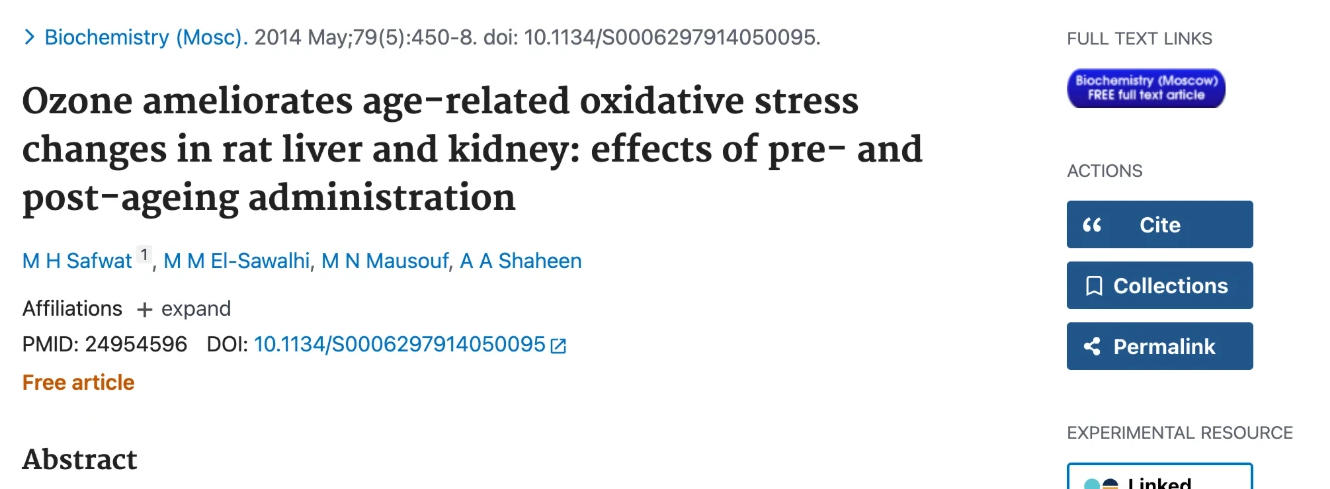 Biochemistry (Mosc). 2014 May;79(5):450-8. doi: 10.1134/S0006297914050095.
Ozone ameliorates age-related oxidative stress
changes in rat liver and kidney: effects of pre- and
post-ageing administration
M H Safwat 1, M M El-Sawalhi, M N Mausouf, A A Shaheen
Affiliations + expand
PMID: 24954596 DOI: 10.1134/S0006297914050095
Free article
Abstract
FULL TEXT LINKS
Biochemistry (Moscow)
FREE full text article
ACTIONS
Cite
Collections
Permalink
EXPERIMENTAL RESOURCE
Linked